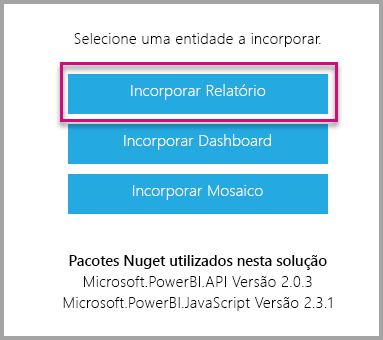 Selecione uma entidade a incorporar.
Incorporar Relatório
Incorporar Dashboard
Incorporar Mosaico
Pacotes Nuget utilizados nesta solução
Microsoft.PowerBI.API Versão 2.0.3
Microsoft.PowerBI.JavaScript Versão 2.3.1